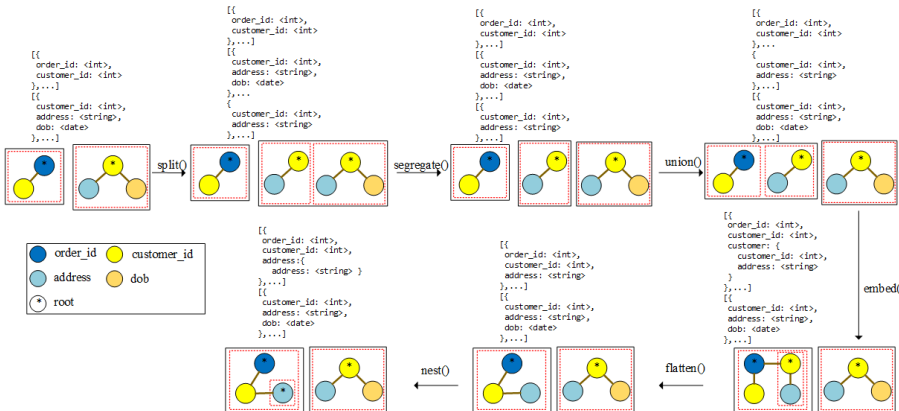 [{
order_id: <int>,
customer_id: <int>
},...]
[{
customer_id: <int>,
address: <string>,
dob: <date>
},...]
*
*
split()
[{
order_id: <int>,
customer_id: <int>
},...]
[{
customer_id: <int>,
address: <string>,
dob: <date>
},...
{
customer_id: <int>,
address: <string>
},...]
*
*
*
segregate()
[{
order_id: <int>,
customer_id: <int>
},...]
[{
customer_id: <int>,
address: <string>,
dob: <date>
},...]
[{
customer_id: <int>,
address: <string>
},...]
*
*
*
union()
[{
order_id: <int>,
customer_id: <int>
},...
{
customer_id: <int>,
address: <string>
},...]
[{
customer_id: <int>,
address: <string>,
dob: <date>
},...]
*
*
*
embed(
[{
order_id: <int>,
customer_id: <int>,
customer: {
customer_id: <int>,
address: <string>
}
},...]
[{
customer_id: <int>,
address: <string>,
dob: <date>
},...]
*
*
*
flatten()
[{
order_id: <int>,
customer_id: <int>,
address: <string>
},...]
[{
customer_id: <int>,
address: <string>,
dob: <date>
},...]
*
*
nest()
[{
order_id: <int>,
customer_id: <int>,
address:{
address: <string> }
},...]
[{
customer_id: <int>,
address: <string>,
dob: <date>
},...]
*
*
*
order_id
customer_id
address
dob
* root